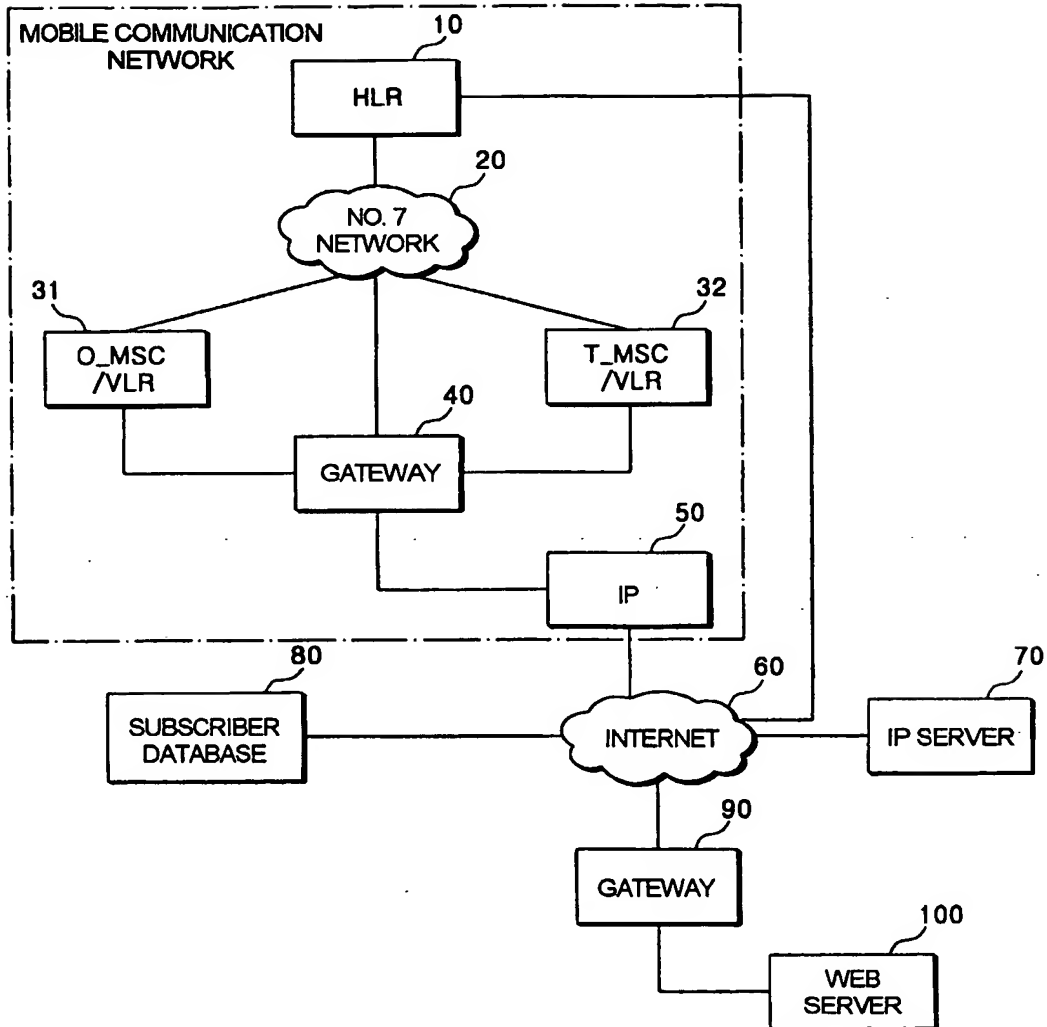 MOBILE COMMUNICATION
NETWORK
10
HLR
20
NO. 7
NETWORK
31
O_MSC
/VLR
32
T_MSC
/VLR
40
GATEWAY
50
IP
60
INTERNET
70
IP SERVER
80
SUBSCRIBER
DATABASE
90
GATEWAY
100
WEB
SERVER